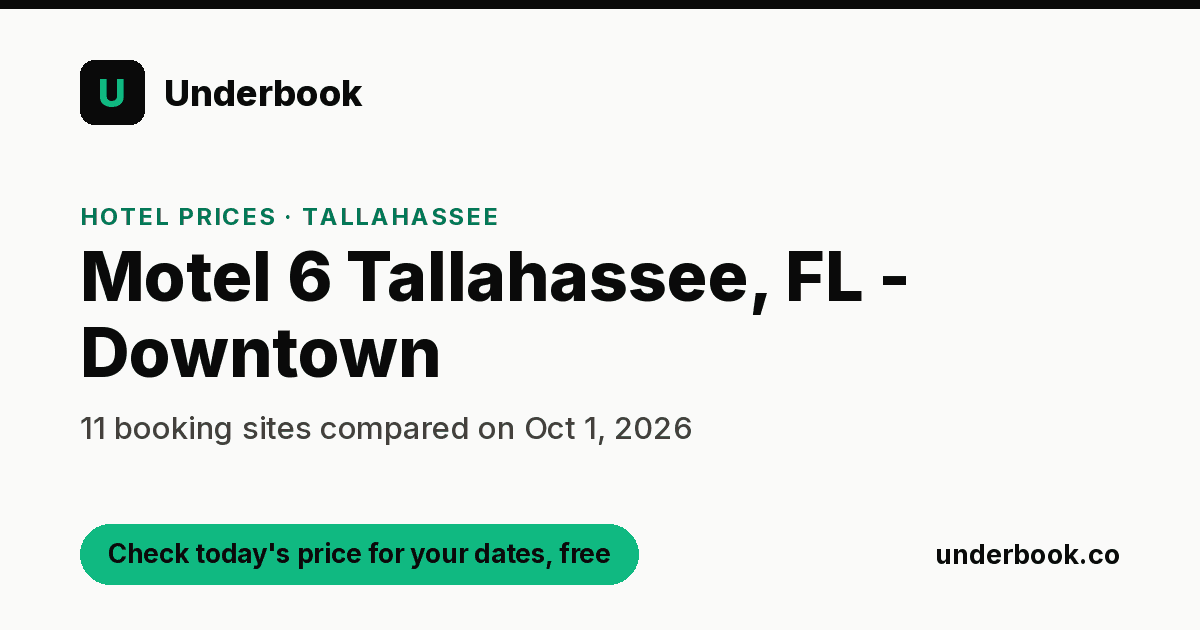 U Underbook
HOTEL PRICES · TALLAHASSEE
Motel 6 Tallahassee, FL -
Downtown
11 booking sites compared on Oct 1, 2026
Check today's price for your dates, free
underbook.co